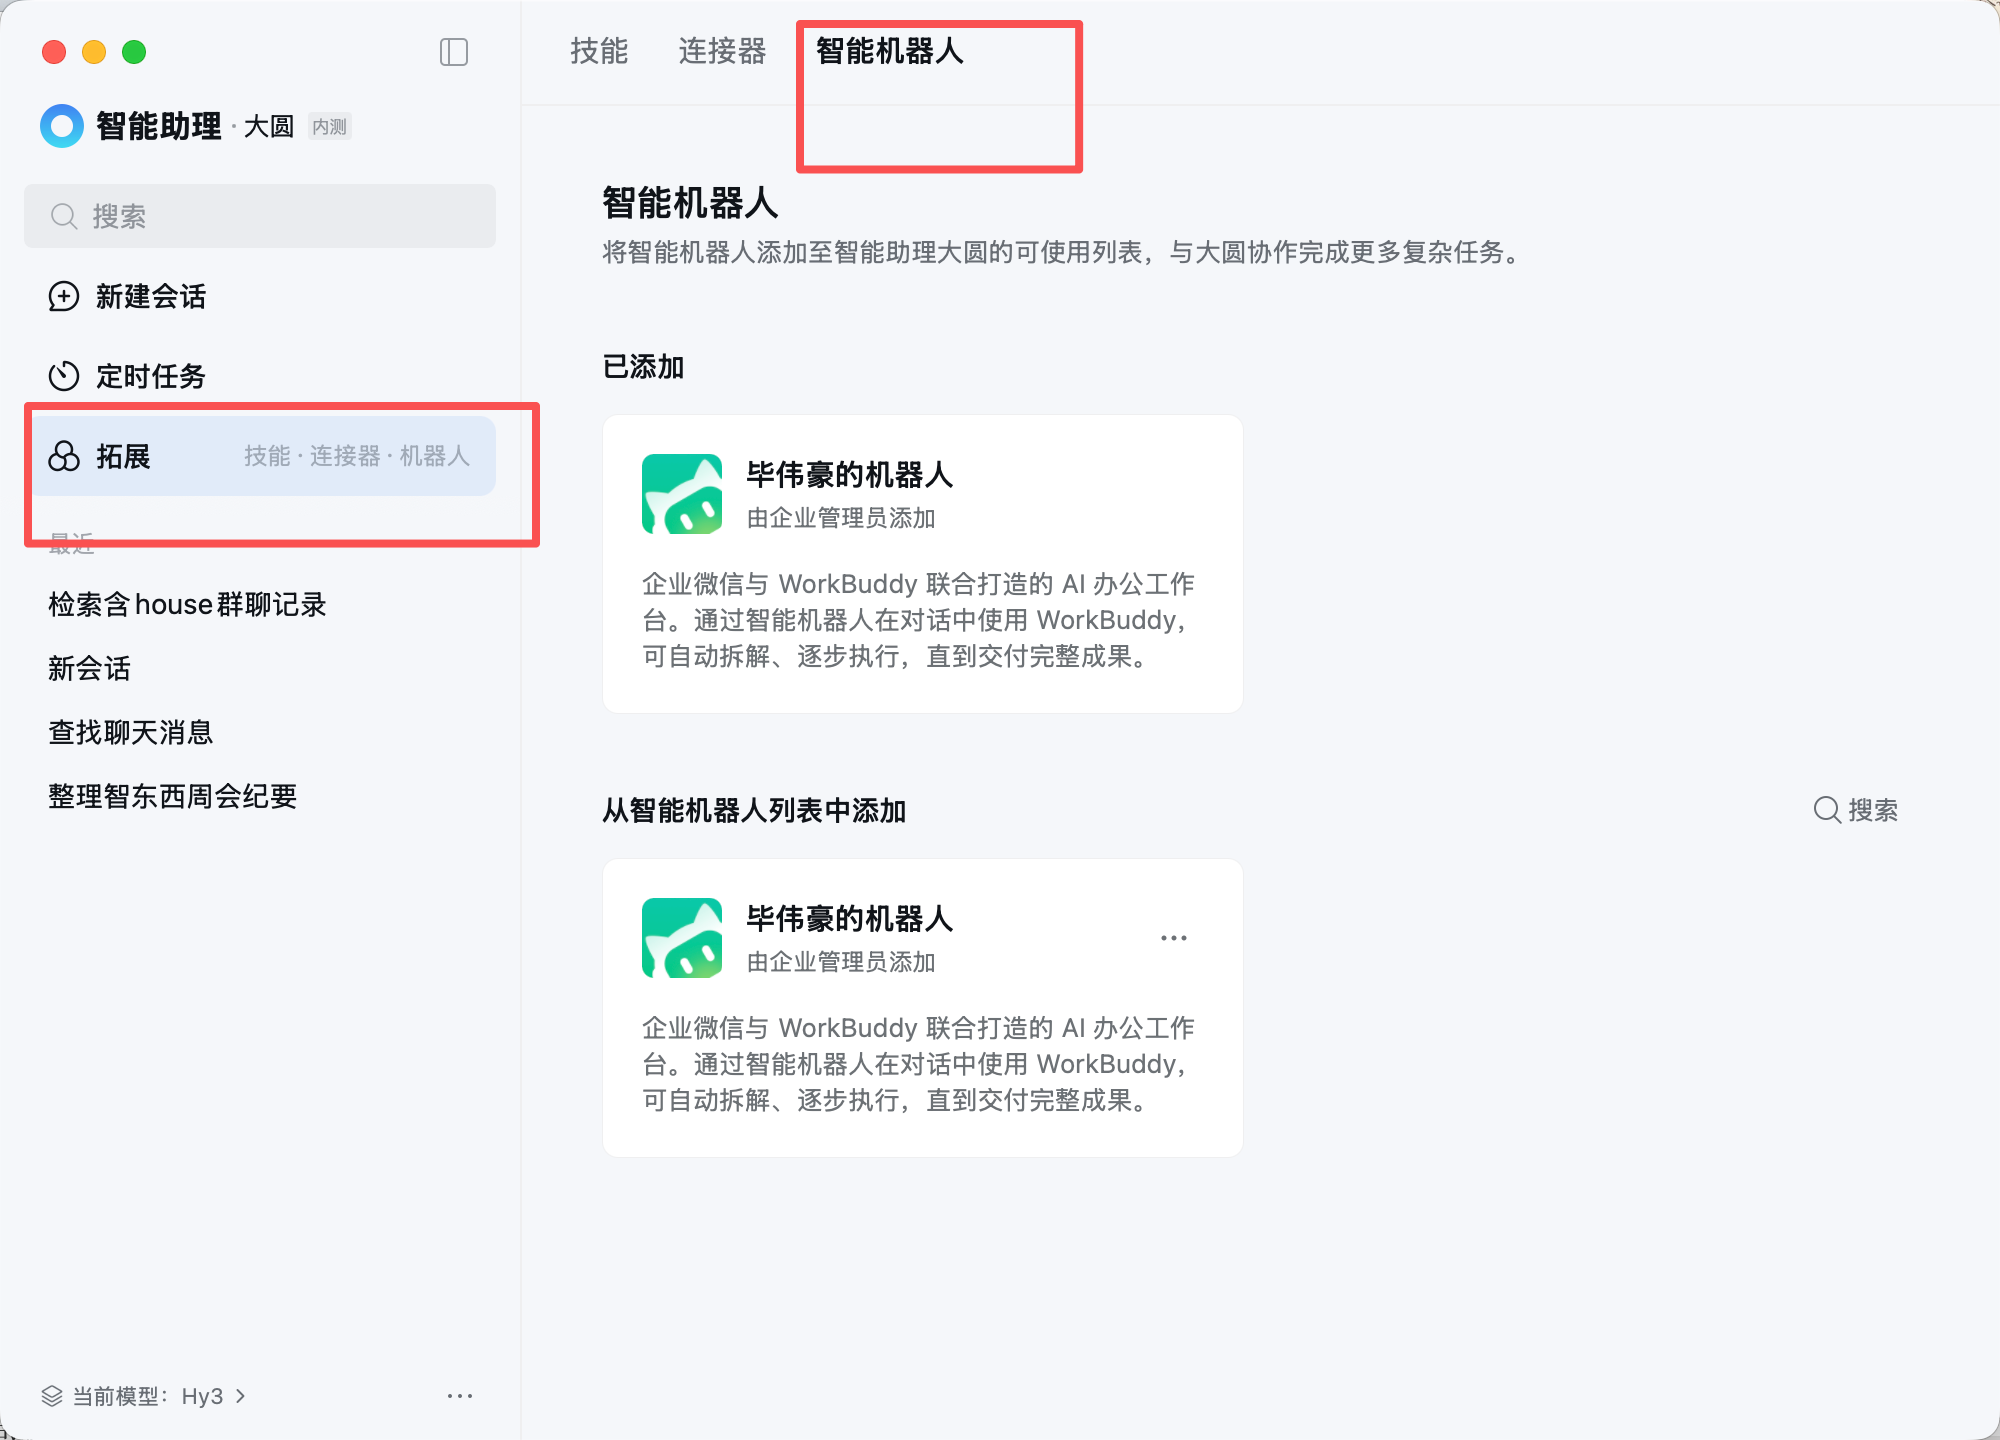 技能
连接器
智能机器人
智能助理 · 大圆 内测
搜索
新建会话
定时任务
拓展 技能 · 连接器 · 机器人
最近
检索含house群聊记录
新会话
查找聊天消息
整理智东西周会纪要
当前模型：Hy3
智能机器人
将智能机器人添加至智能助理大圆的可使用列表，与大圆协作完成更多复杂任务。
已添加
毕伟豪的机器人
由企业管理员添加
企业微信与 WorkBuddy 联合打造的 AI 办公工作
台。通过智能机器人在对话中使用 WorkBuddy，
可自动拆解、逐步执行，直到交付完整成果。
从智能机器人列表中添加
搜索
毕伟豪的机器人
由企业管理员添加
企业微信与 WorkBuddy 联合打造的 AI 办公工作
台。通过智能机器人在对话中使用 WorkBuddy，
可自动拆解、逐步执行，直到交付完整成果。